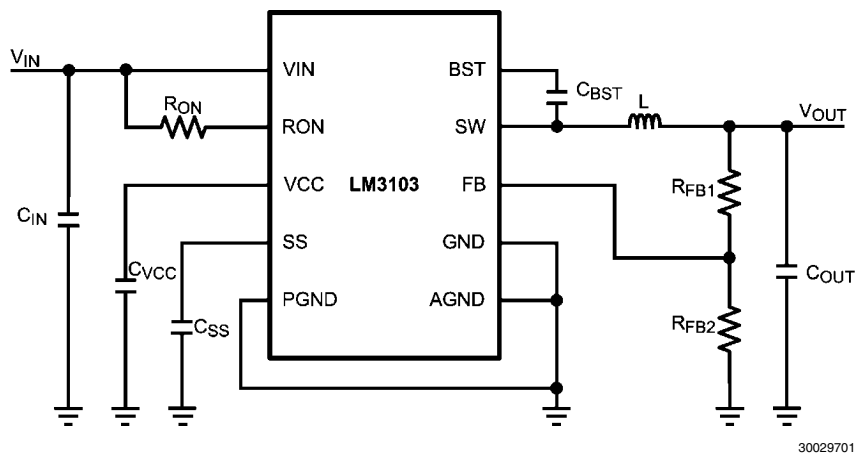 VIN
RON
CIN
CVCC
CSS
VIN
RON
VCC
SS
PGND
LM3103
BST
SW
FB
GND
AGND
CBST
L
VOUT
RFB1
RFB2
COUT
30029701